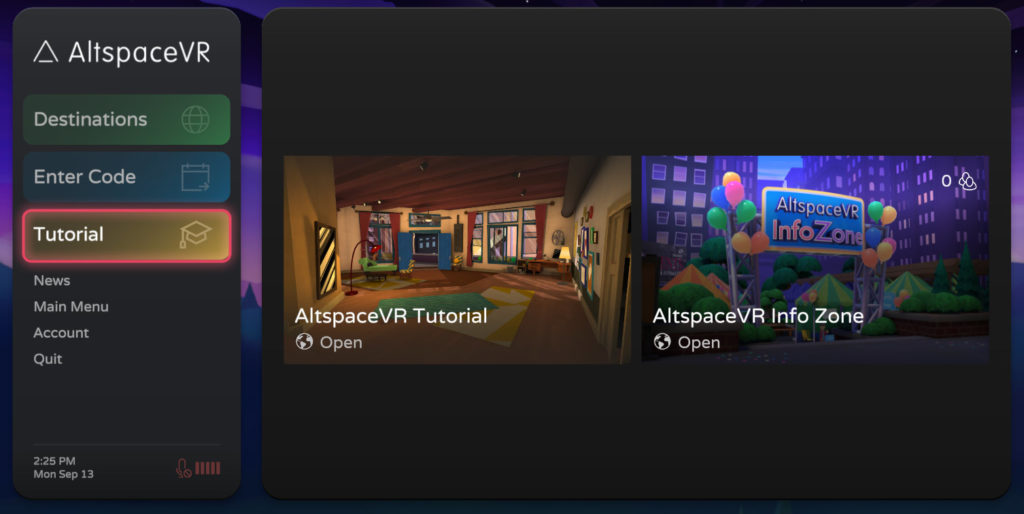 AltspaceVR
Destinations
Enter Code
Tutorial
News
Main Menu
Account
Quit
2:25 PM
Mon Sep 13
AltspaceVR Tutorial
Open
0
AltspaceVR
InfoZone
AltspaceVR Info Zone
Open